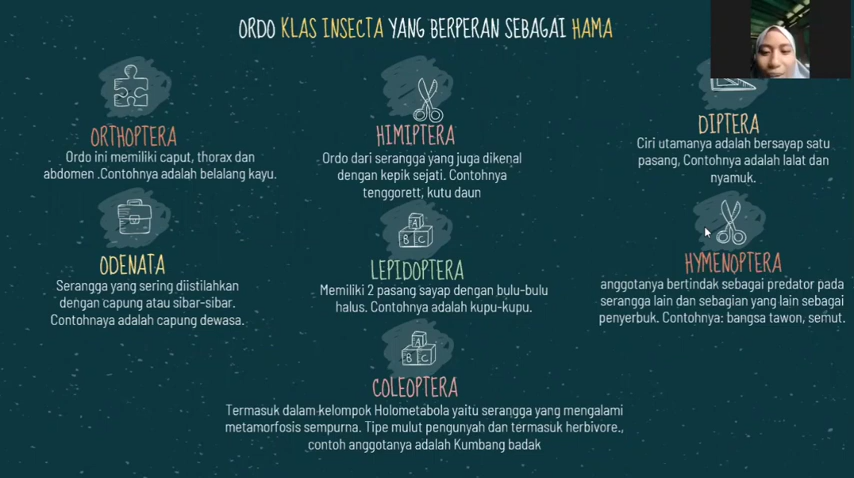 ORDO KLAS INSECTA YANG BERPERAN SEBAGAI HAMA
ORTHOPTERA
Ordo ini memiliki caput, thorax dan
abdomen .Contohnya adalah belalang kayu.
HIMIPTERA
Ordo dari serangga yang juga dikenal
dengan kepik sejati. Contohnya
tenggorett, kutu daun
DIPTERA
Ciri utamanya adalah bersayap satu
pasang, Contohnya adalah lalat dan
nyamuk.
ODENATA
Serangga yang sering diistilahkan
dengan capung atau sibar-sibar.
Contohnaya adalah capung dewasa.
A
B C
LEPIDOPTERA
Memiliki 2 pasang sayap dengan bulu-bulu
halus. Contohnya adalah kupu-kupu.
HYMENOPTERA
anggotanya bertindak sebagai predator pada
serangga lain dan sebagian yang lain sebagai
penyerbuk. Contohnya: bangsa tawon, semut.
A
B C
COLEOPTERA
Termasuk dalam kelompok Holometabola yaitu serangga yang mengalami
metamorfosis sempurna. Tipe mulut pengunyah dan termasuk herbivore.,
contoh anggotanya adalah Kumbang badak